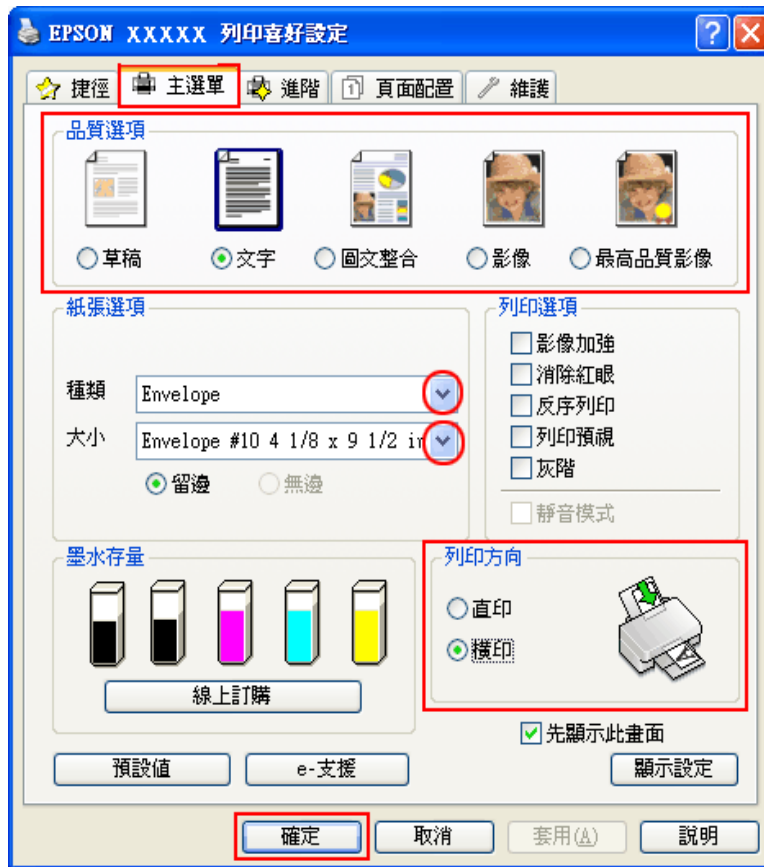 EPSON XXXXX 列印喜好設定
捷徑 主選單 進階 頁面配置 維護
品質選項
草稿 文字 圖文整合 影像 最高品質影像
紙張選項
種類 Envelope
大小 Envelope #10 4 1/8 x 9 1/2 in
留邊 無邊
列印選項
影像加強
消除紅眼
反序列印
列印預視
灰階
靜音模式
墨水存量
線上訂購
列印方向
直印
橫印
先顯示此畫面
預設值 e-支援 顯示設定
確定 取消 套用(A) 說明